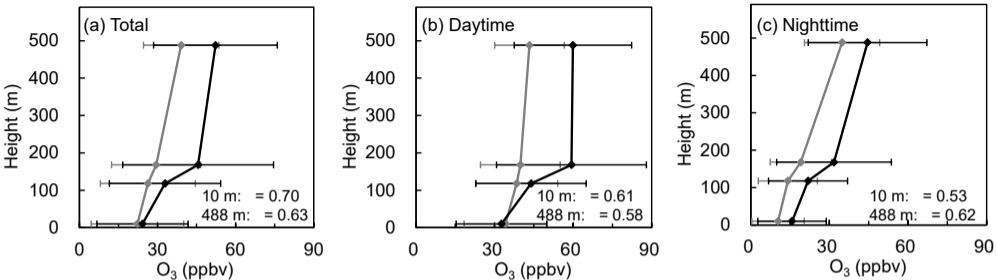 (a) Total
500
400
300
200
100
0
Height (m)
10 m: = 0.70
488 m: = 0.63
0 30 60 90
O₃ (ppbv)
(b) Daytime
500
400
300
200
100
0
Height (m)
10 m: = 0.61
488 m: = 0.58
0 30 60 90
O₃ (ppbv)
(c) Nighttime
500
400
300
200
100
0
Height (m)
10 m: = 0.53
488 m: = 0.62
0 30 60 90
O₃ (ppbv)